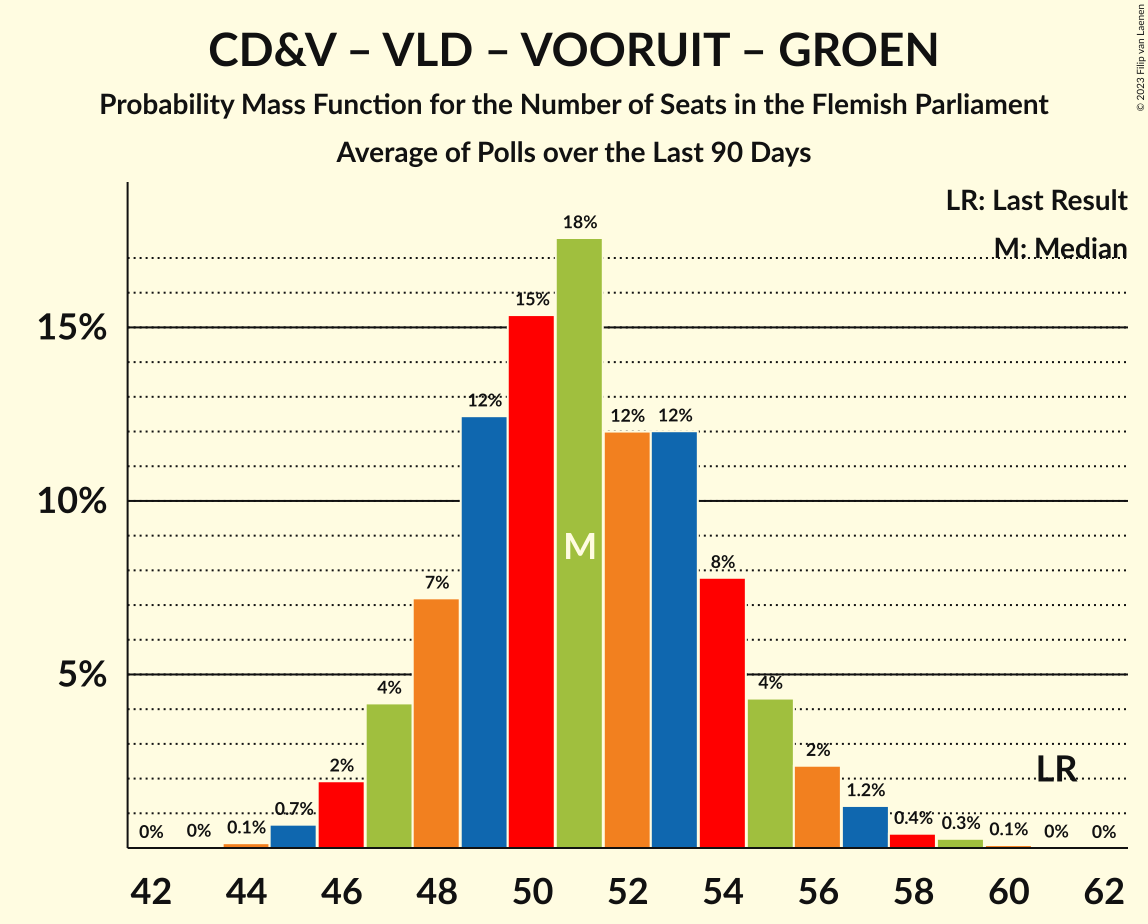 CD&V – VLD – VOORUIT – GROEN
Probability Mass Function for the Number of Seats in the Flemish Parliament
Average of Polls over the Last 90 Days
© 2023 Filip van Laenen
LR: Last Result
M: Median
15%
10%
5%
0% 0% 0.1% 0.7% 2% 4% 7% 12% 15% 18% 12% 12% 8% 4% 2% 1.2% 0.4% 0.3% 0.1% 0% 0%
M
LR
42 44 46 48 50 52 54 56 58 60 62